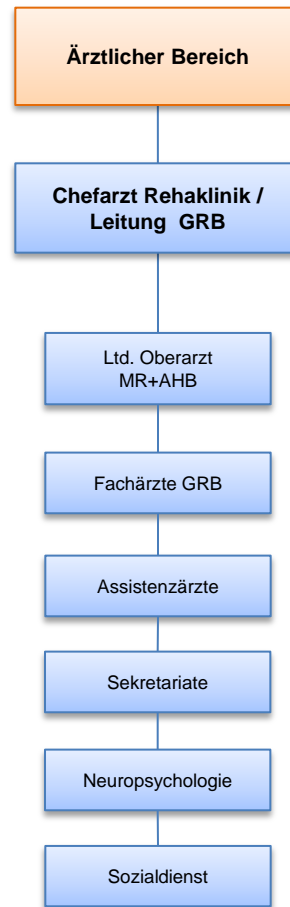 Ärztlicher Bereich
Chefarzt Rehaklinik /
Leitung GRB
Ltd. Oberarzt
MR+AHB
Fachärzte GRB
Assistenzärzte
Sekretariate
Neuropsychologie
Sozialdienst